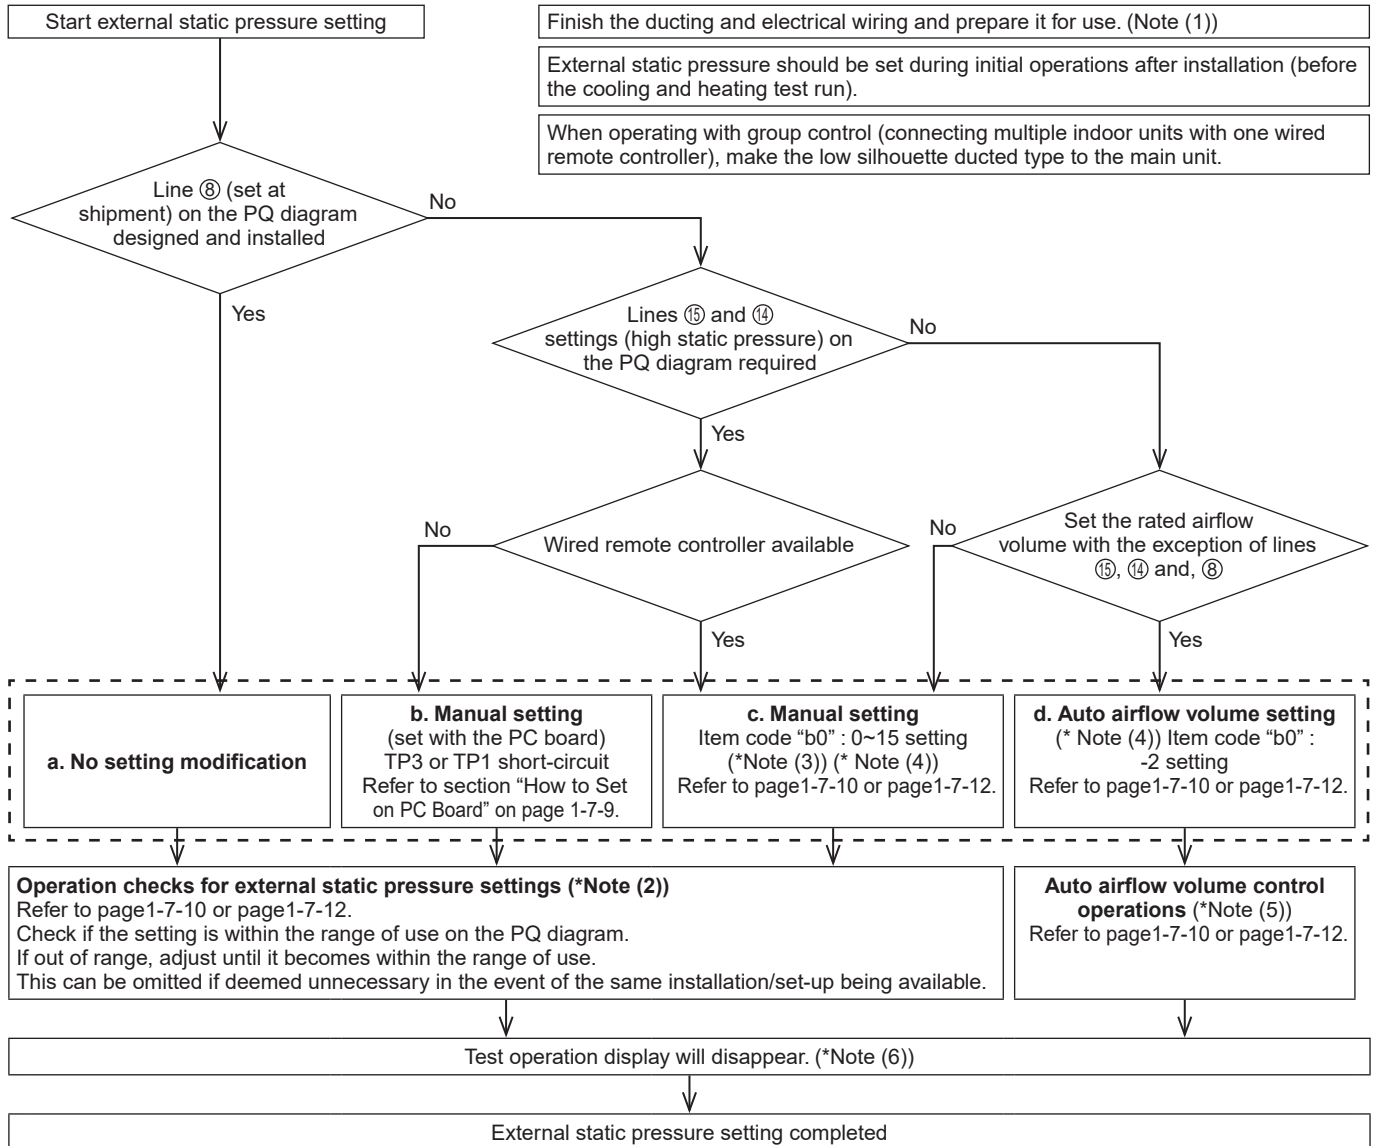 Start external static pressure setting
Finish the ducting and electrical wiring and prepare it for use. (Note (1))
External static pressure should be set during initial operations after installation (before
the cooling and heating test run).
When operating with group control (connecting multiple indoor units with one wired
remote controller), make the low silhouette ducted type to the main unit.
Line ⑧ (set at
shipment) on the PQ diagram
designed and installed
No
Yes
Lines ⑮ and ⑭
settings (high static pressure) on
the PQ diagram required
No
Yes
Wired remote controller available
No
Yes
Set the rated airflow
volume with the exception of lines
⑮, ⑭ and, ⑧
No
Yes
a. No setting modification
b. Manual setting
(set with the PC board)
TP3 or TP1 short-circuit
Refer to section “How to Set
on PC Board” on page 1-7-9.
c. Manual setting
Item code “b0” : 0~15 setting
(*Note (3)) (* Note (4))
Refer to page1-7-10 or page1-7-12.
d. Auto airflow volume setting
(* Note (4)) Item code “b0” :
-2 setting
Refer to page1-7-10 or page1-7-12.
Operation checks for external static pressure settings (*Note (2))
Refer to page1-7-10 or page1-7-12.
Check if the setting is within the range of use on the PQ diagram.
If out of range, adjust until it becomes within the range of use.
This can be omitted if deemed unnecessary in the event of the same installation/set-up being available.
Auto airflow volume control
operations (*Note (5))
Refer to page1-7-10 or page1-7-12.
Test operation display will disappear. (*Note (6))
External static pressure setting completed